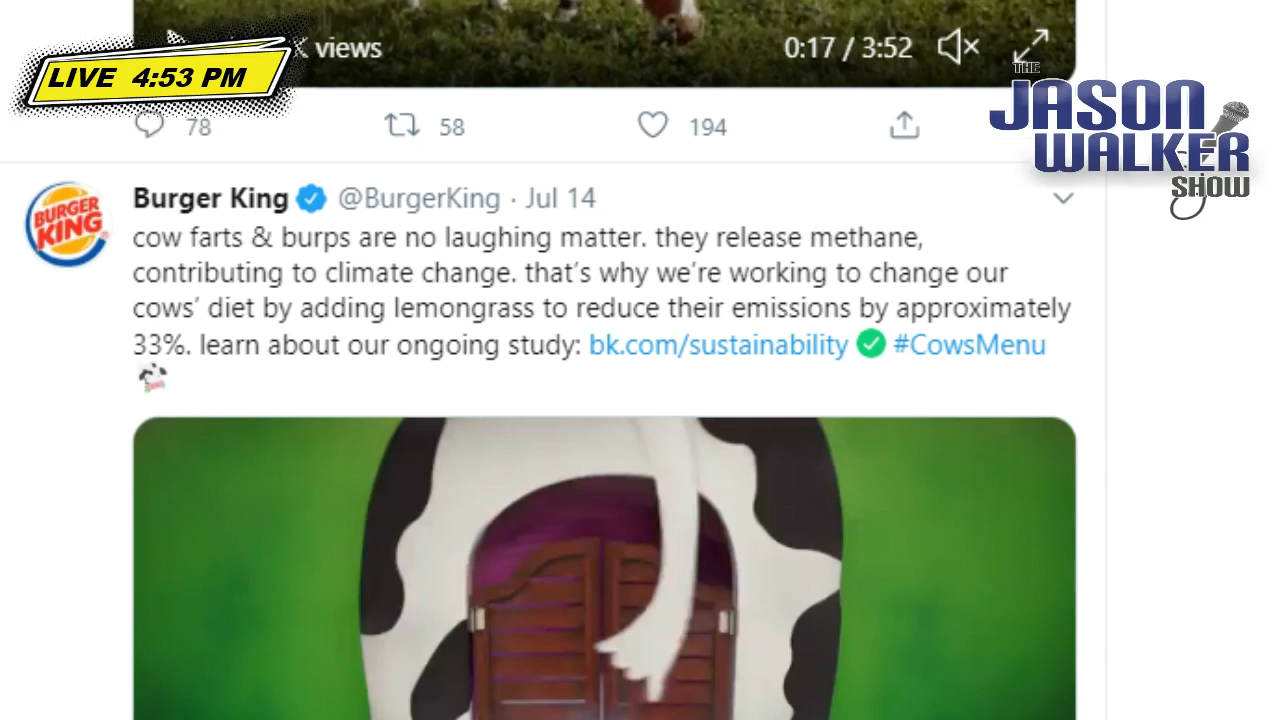 views
0:17 / 3:52
LIVE 4:53 PM
THE
JASON
WALKER
SHOW
78
58
194
Burger King @BurgerKing · Jul 14
BURGER
KING
cow farts & burps are no laughing matter. they release methane,
contributing to climate change. that’s why we’re working to change our
cows’ diet by adding lemongrass to reduce their emissions by approximately
33%. learn about our ongoing study: bk.com/sustainability ✅ #CowsMenu